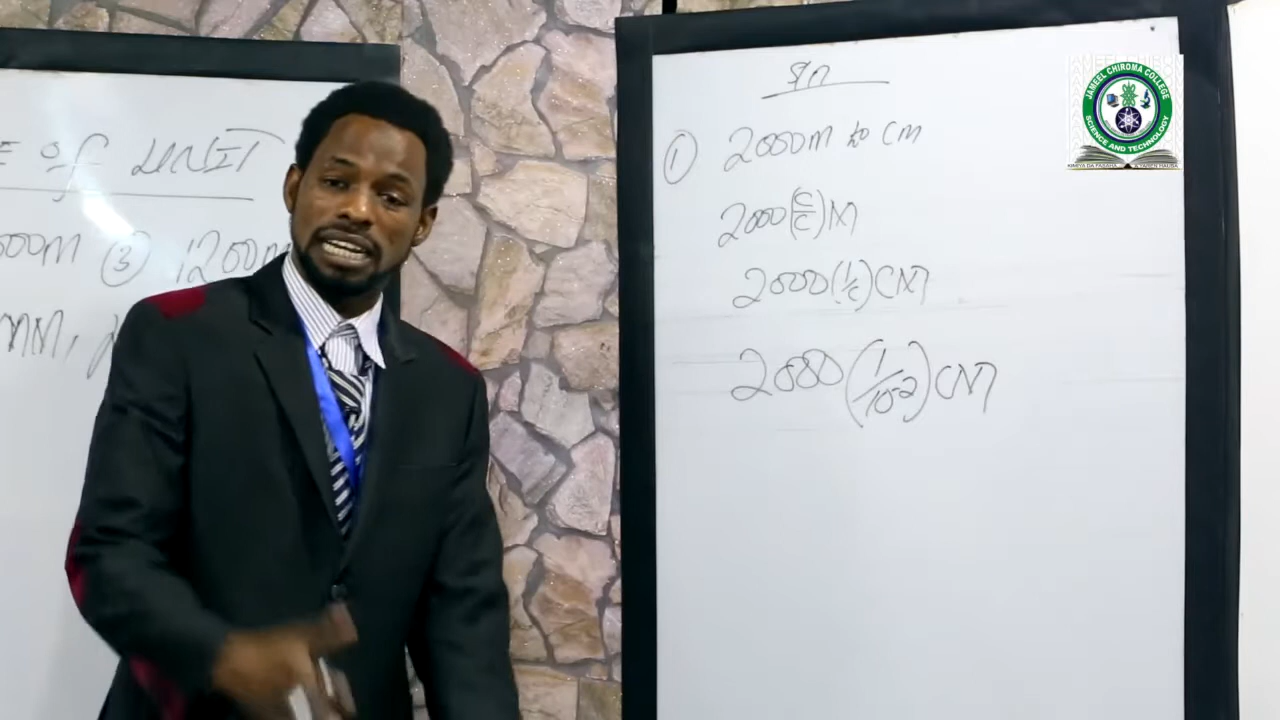 OF UNIT
000m ③ 1200m
mm,
Sn
① 2000m to cm
2000(c/c)m
2000(1/c)cm
2000(1/10⁻²)cm
JAMEEL CHIROMA COLLEGE
SCIENCE AND TECHNOLOGY